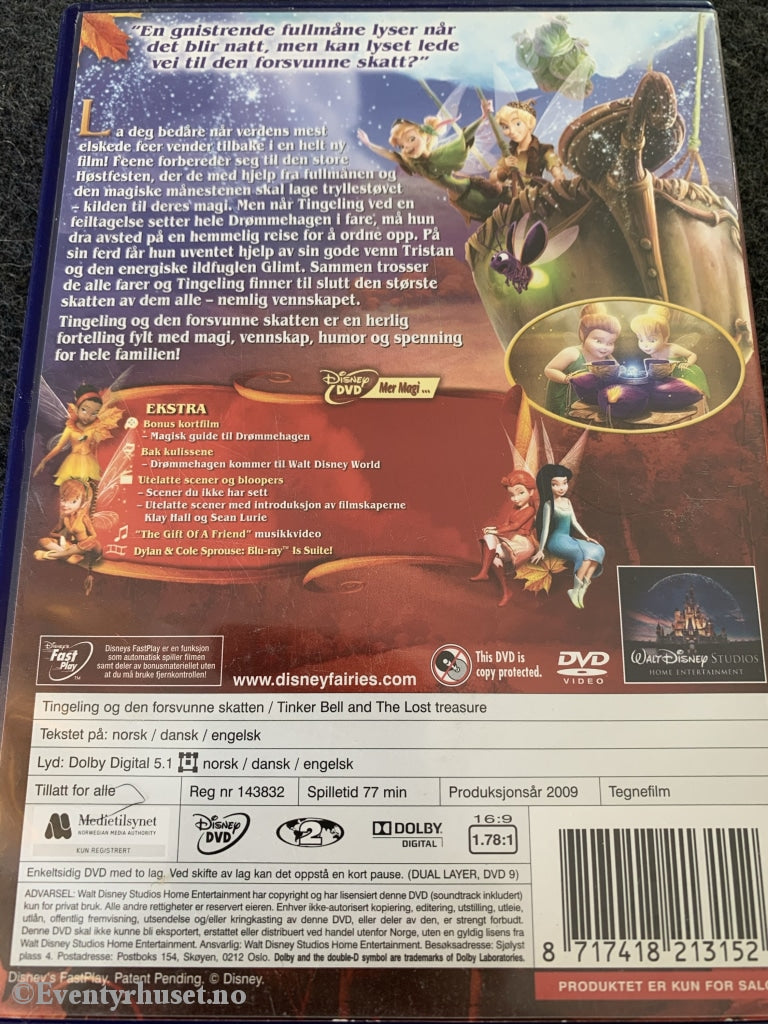 "En gnistrende fullmåne lyser når
det blir natt, men kan lyset lede
vei til den forsvunne skatt?"
La deg bedåre når verdens mest
elskede feer vender tilbake i en helt ny
film! Feene forbereder seg til den store
Høstfesten, der de med hjelp fra fullmånen og
den magiske månestenen skal lage tryllestøvet
– kilden til deres magi. Men når Tingeling ved en
feiltagelse setter hele Drømmehagen i fare, må hun
dra avsted på en hemmelig reise for å ordne opp. På
sin ferd får hun uventet hjelp av sin gode venn Tristan
og den energiske ildfuglen Glimt. Sammen trosser
de alle farer og Tingeling finner til slutt den største
skatten av dem alle – nemlig vennskapet.
Tingeling og den forsvunne skatten er en herlig
fortelling fylt med magi, vennskap, humor og spenning
for hele familien!
Disney DVD Mer Magi ...
EKSTRA
Bonus kortfilm
– Magisk guide til Drømmehagen
Bak kulissene
– Drømmehagen kommer til Walt Disney World
Utelatte scener og bloopers
– Scener du ikke har sett
– Utelatte scener med introduksjon av filmskaperne
Klay Hall og Sean Lurie
"The Gift Of A Friend" musikkvideo
Dylan & Cole Sprouse: Blu-ray™ Is Suite!
Disney's Fast Play ™
Disneys FastPlay er en funksjon
som automatisk spiller filmen
samt deler av bonusmaterialet uten
at du må bruke fjernkontrollen!
www.disneyfairies.com
This DVD is
copy protected.
DVD VIDEO
WALT DISNEY STUDIOS
HOME ENTERTAINMENT
Tingeling og den forsvunne skatten / Tinker Bell and The Lost treasure
Tekstet på: norsk / dansk / engelsk
Lyd: Dolby Digital 5.1 norsk / dansk / engelsk
Tillatt for alle Reg nr 143832 Spilletid 77 min Produksjonsår 2009 Tegnefilm
Medietilsynet
NORWEGIAN MEDIA AUTHORITY
KUN REGISTRERT
Disney DVD
2
DOLBY
DIGITAL
16:9
1.78:1
Enkeltsidig DVD med to lag. Ved skifte av lag kan det oppstå en kort pause. (DUAL LAYER, DVD 9)
ADVARSEL: Walt Disney Studios Home Entertainment har copyright og har lisensiert denne DVD (soundtrack inkludert)
kun for privat bruk. Alle andre rettigheter er reservert eieren. Enhver ikke-autorisert kopiering, editering, utstilling, utleie,
utlån, offentlig fremvisning, utsendelse og/eller kringkasting av denne DVD, eller deler av den, er strengt forbudt.
Denne DVD skal ikke kunne bli eksportert, erstattet eller distribuert ved handel utenfor Norge, uten en gyldig lisens fra
Walt Disney Studios Home Entertainment. Ansvarlig: Walt Disney Studios Home Entertainment. Besøksadresse: Sjølyst
plass 4. Postadresse: Postboks 154, Skøyen, 0212 Oslo. Dolby and the double-D symbol are trademarks of Dolby Laboratories.
8 717418 213152
Disney's FastPlay. Patent Pending. © Disney.
PRODUKTET ER KUN FOR SALG
©Eventyrhuset.no